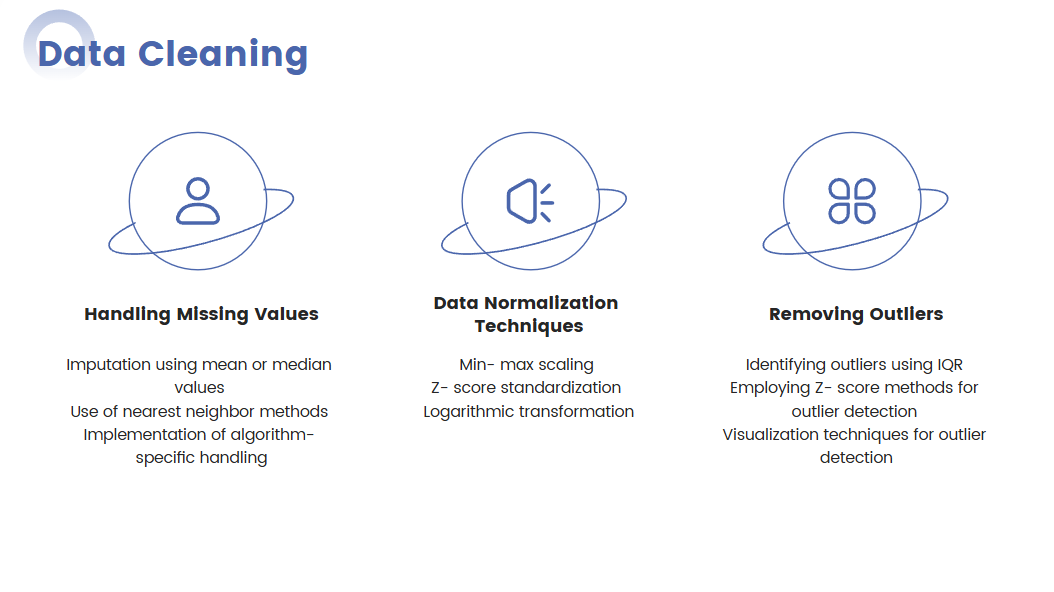 Data Cleaning
Handling Missing Values
Imputation using mean or median
values
Use of nearest neighbor methods
Implementation of algorithm-
specific handling
Data Normalization
Techniques
Min- max scaling
Z- score standardization
Logarithmic transformation
Removing Outliers
Identifying outliers using IQR
Employing Z- score methods for
outlier detection
Visualization techniques for outlier
detection